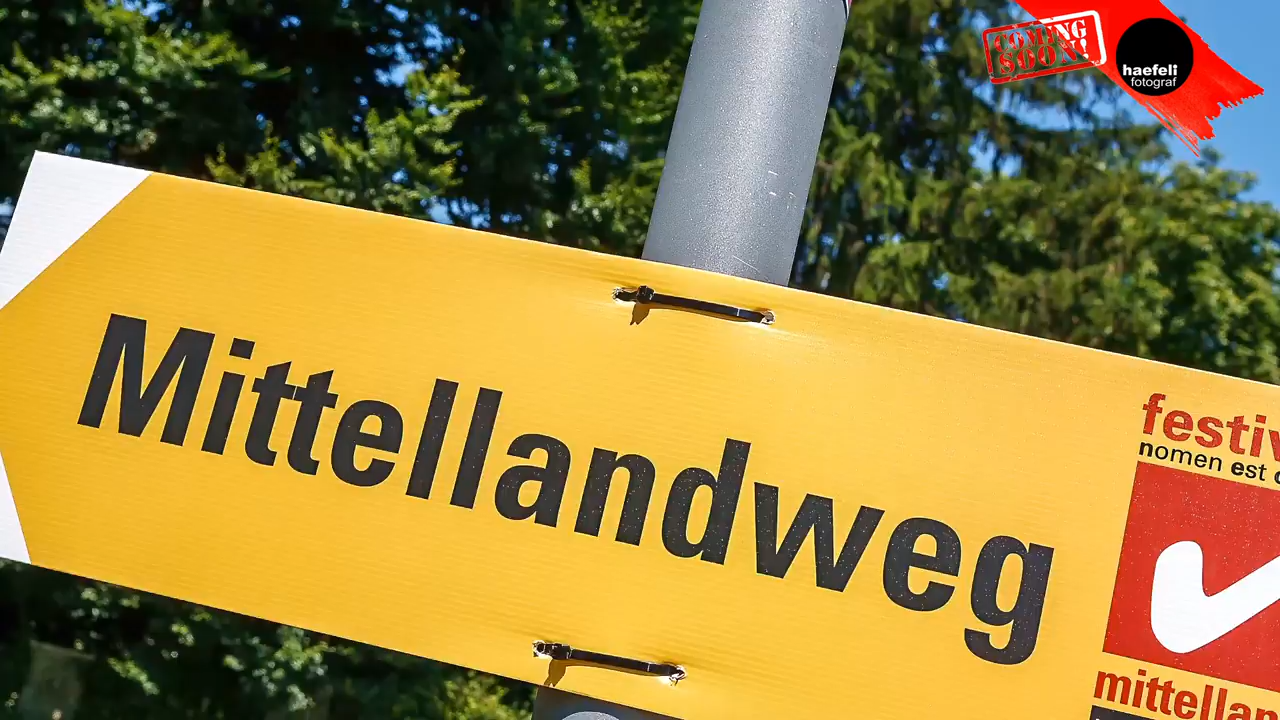 COMING
SOON!
haefeli
fotograf
Mittellandweg
festiv
nomen est
mittellan